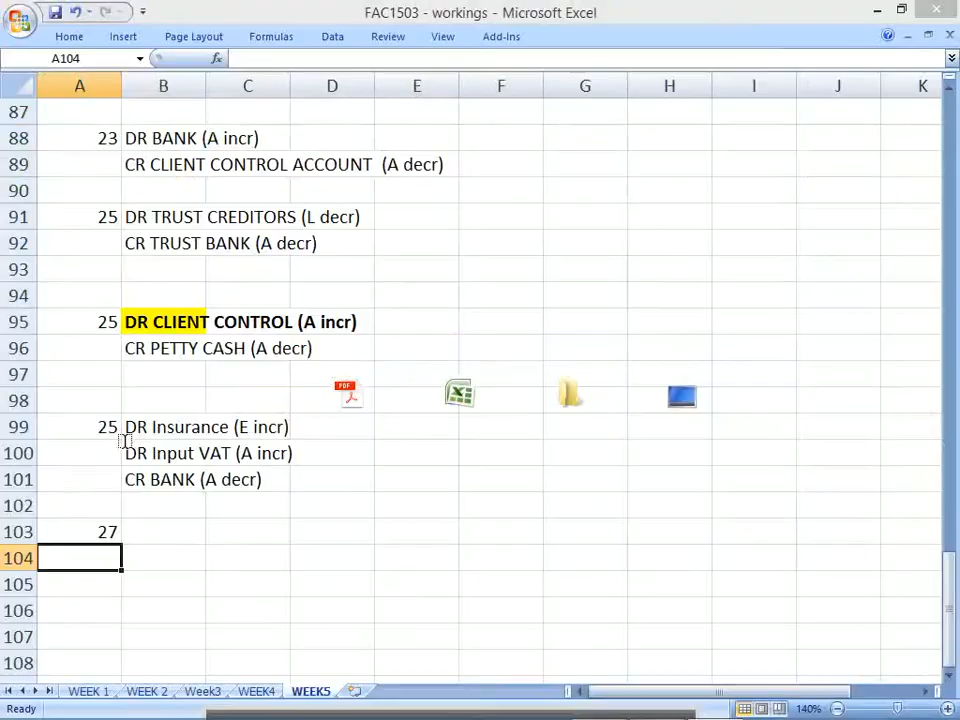 FAC1503 - workings - Microsoft Excel
Home Insert Page Layout Formulas Data Review View Add-Ins
A104 fx
A B C D E F G H I J K
87
88 23 DR BANK (A incr)
89 CR CLIENT CONTROL ACCOUNT (A decr)
90
91 25 DR TRUST CREDITORS (L decr)
92 CR TRUST BANK (A decr)
93
94
95 25 DR CLIENT CONTROL (A incr)
96 CR PETTY CASH (A decr)
97
PDF
98
99 25 DR Insurance (E incr)
100 DR Input VAT (A incr)
101 CR BANK (A decr)
102
103 27
104
105
106
107
108
WEEK 1 WEEK 2 Week3 WEEK4 WEEK5
Ready 140%